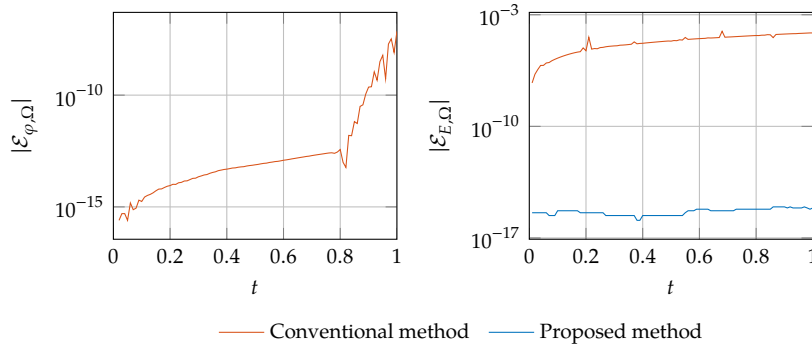 10^{-10}
10^{-15}
|ℰ_{φ,Ω}|
0 0.2 0.4 0.6 0.8 1
t
10^{-3}
10^{-10}
10^{-17}
|ℰ_{E,Ω}|
0 0.2 0.4 0.6 0.8 1
t
Conventional method Proposed method